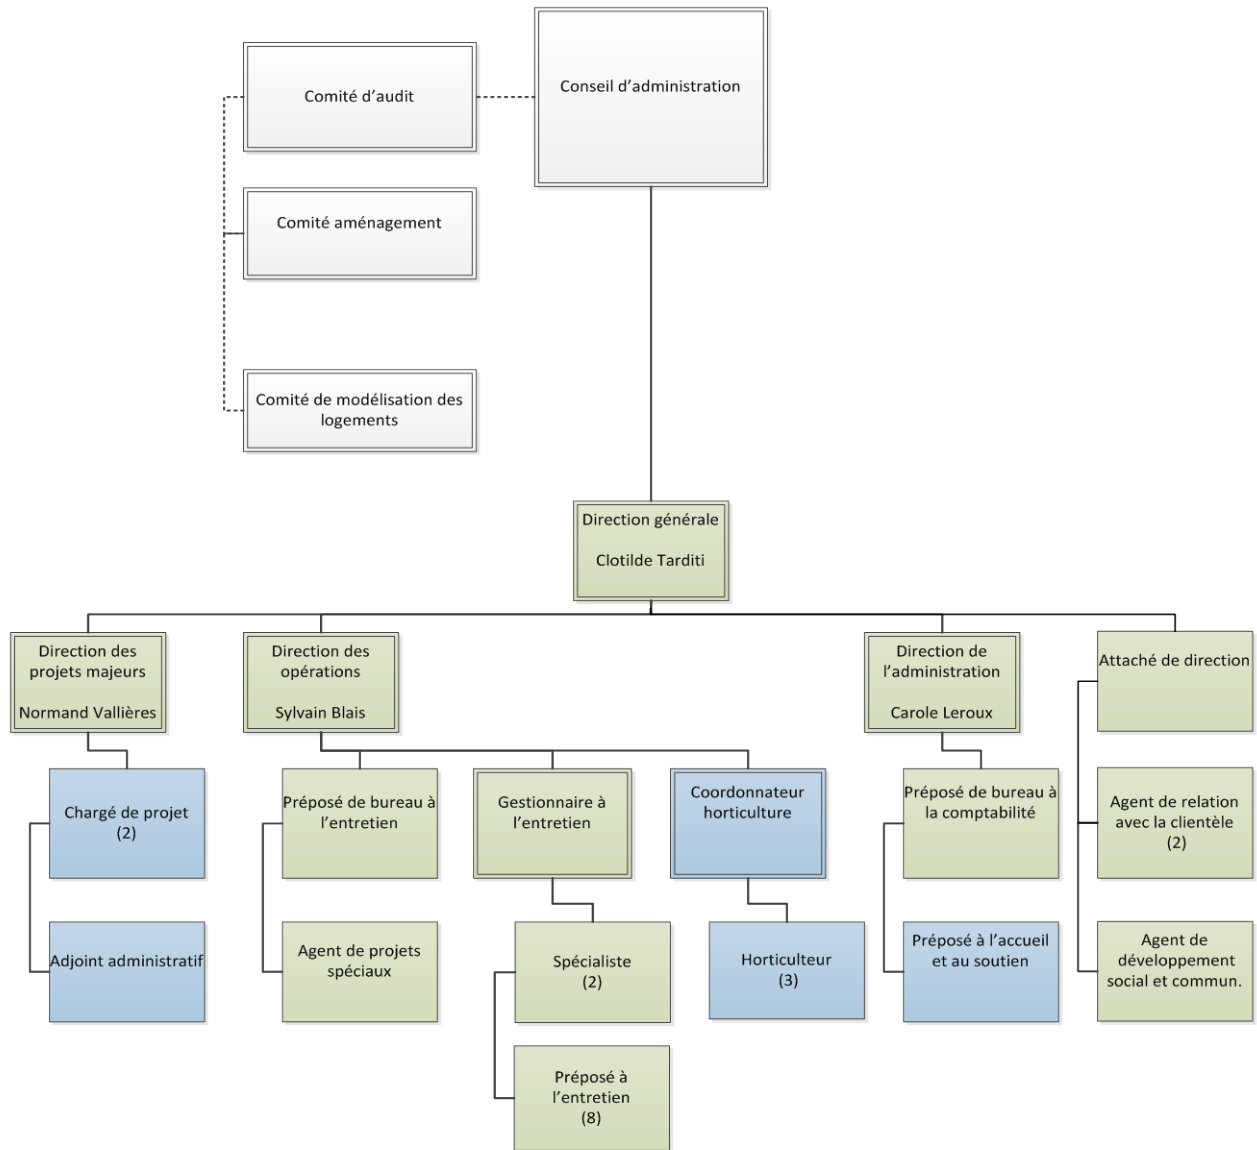 Comité d’audit
Conseil d’administration
Comité aménagement
Comité de modélisation des
logements
Direction générale
Clotilde Tarditi
Direction des
projets majeurs
Normand Vallières
Direction des
opérations
Sylvain Blais
Direction de
l’administration
Carole Leroux
Attaché de direction
Chargé de projet
(2)
Préposé de bureau à
l’entretien
Gestionnaire à
l’entretien
Coordonnateur
horticulture
Préposé de bureau à
la comptabilité
Agent de relation
avec la clientèle
(2)
Adjoint administratif
Agent de projets
spéciaux
Spécialiste
(2)
Horticulteur
(3)
Préposé à l’accueil
et au soutien
Agent de
développement
social et commun.
Préposé à
l’entretien
(8)